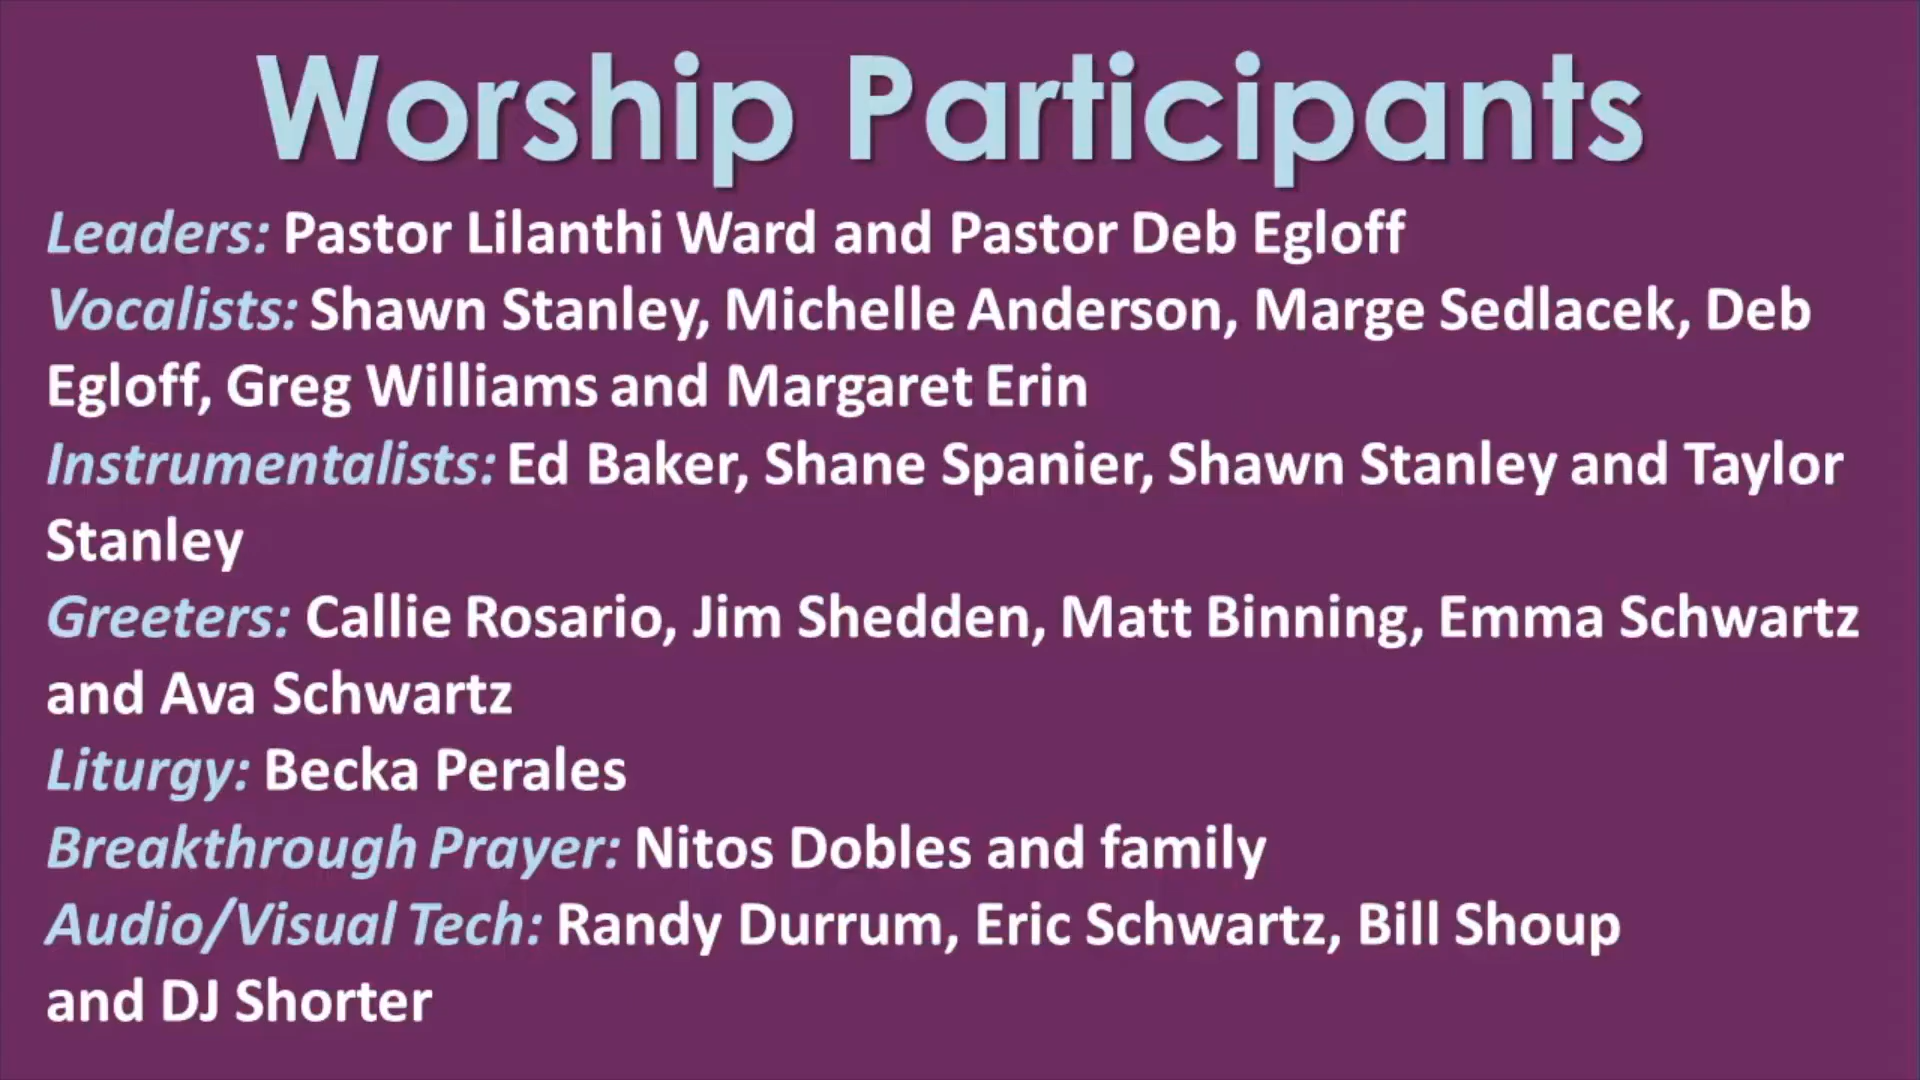 Worship Participants
Leaders: Pastor Lilanthi Ward and Pastor Deb Egloff
Vocalists: Shawn Stanley, Michelle Anderson, Marge Sedlacek, Deb
Egloff, Greg Williams and Margaret Erin
Instrumentalists: Ed Baker, Shane Spanier, Shawn Stanley and Taylor
Stanley
Greeters: Callie Rosario, Jim Shedden, Matt Binning, Emma Schwartz
and Ava Schwartz
Liturgy: Becka Perales
Breakthrough Prayer: Nitos Dobles and family
Audio/Visual Tech: Randy Durrum, Eric Schwartz, Bill Shoup
and DJ Shorter